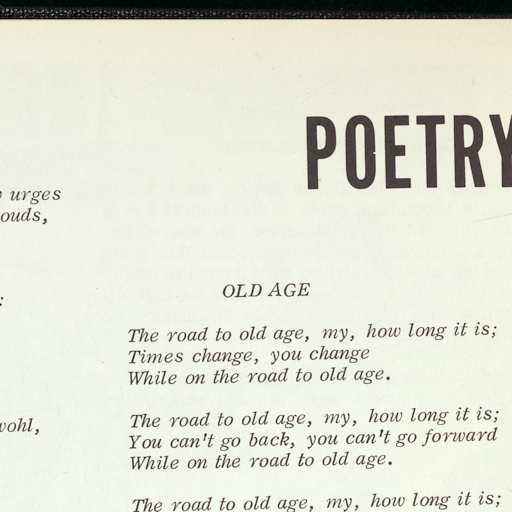 POETRY
urges
ouds,
OLD AGE
The road to old age, my, how long it is;
Times change, you change
While on the road to old age.
The road to old age, my, how long it is;
You can't go back, you can't go forward
While on the road to old age.
The road to old age, my, how long it is;